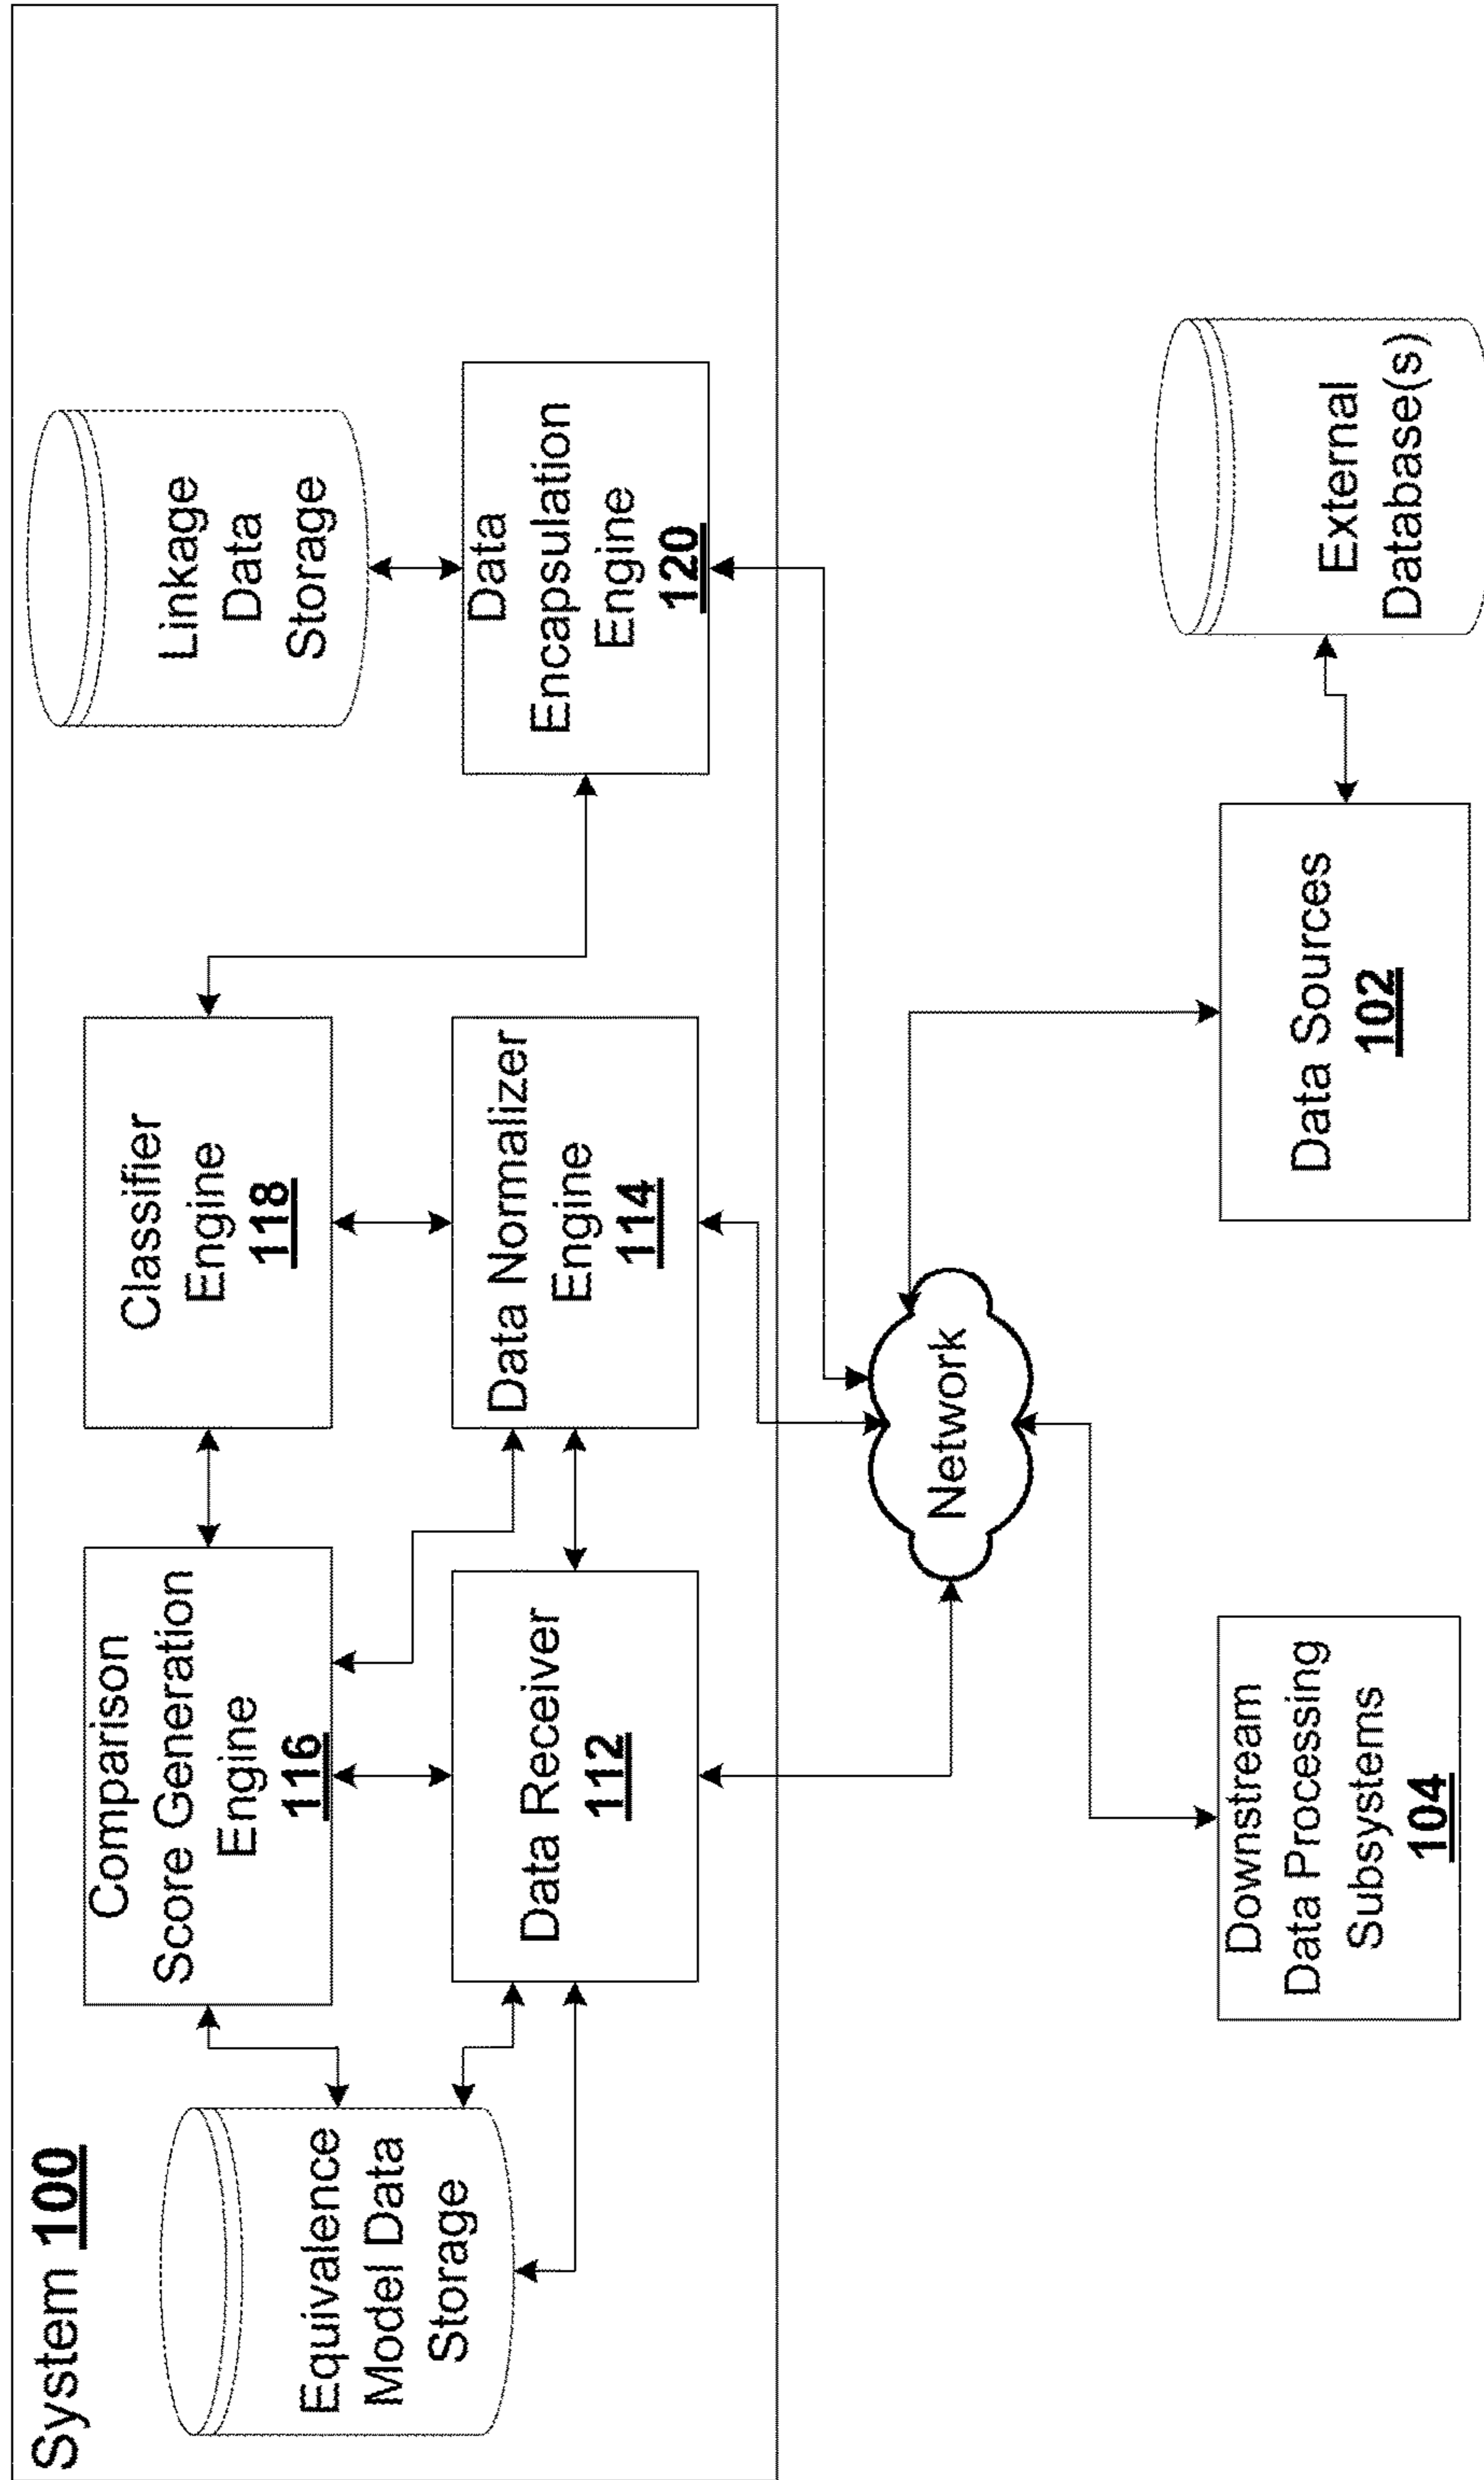 System 100
Equivalence
Model Data
Storage
Comparison
Score Generation
Engine
116
Classifier
Engine
118
Linkage
Data
Storage
Data Receiver
112
Data Normalizer
Engine
114
Data
Encapsulation
Engine
120
Network
Downstream
Data Processing
Subsystems
104
Data Sources
102
External
Database(s)